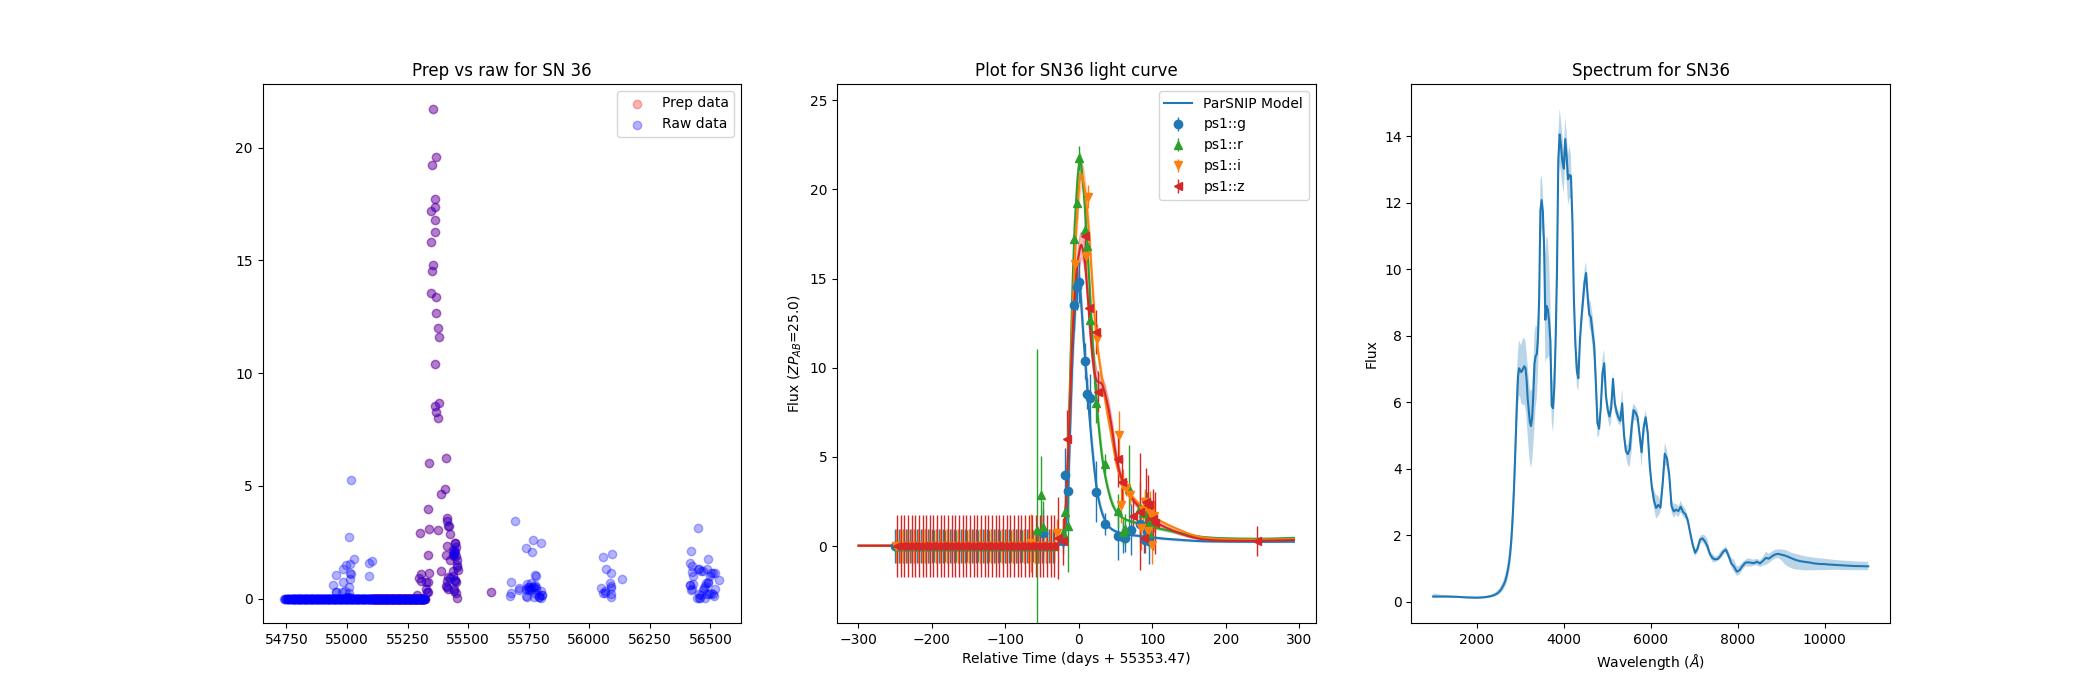 Prep vs raw for SN 36
Prep data
Raw data
20
15
10
5
0
54750 55000 55250 55500 55750 56000 56250 56500
Plot for SN36 light curve
ParSNIP Model
ps1::g
ps1::r
ps1::i
ps1::z
Flux (ZP_AB=25.0)
25
20
15
10
5
0
−300 −200 −100 0 100 200 300
Relative Time (days + 55353.47)
Spectrum for SN36
Flux
14
12
10
8
6
4
2
0
2000 4000 6000 8000 10000
Wavelength (Å)